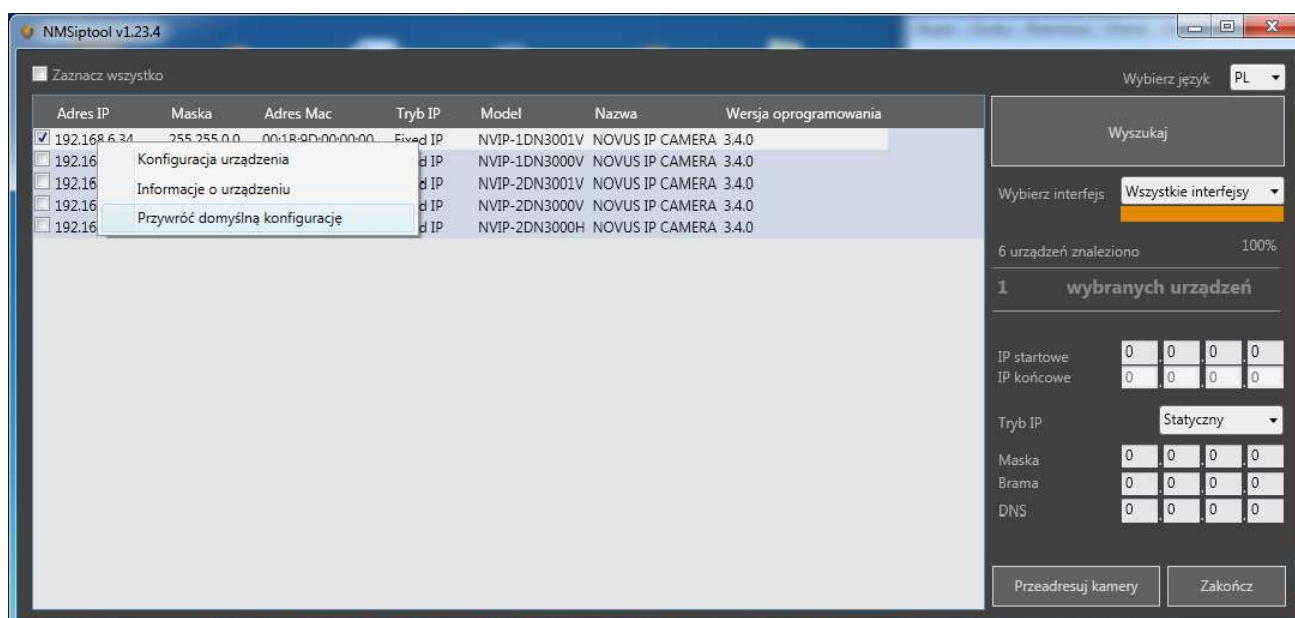 NMSiptool v1.23.4
Zaznacz wszystko
Wybierz język PL
Adres IP Maska Adres Mac Tryb IP Model Nazwa Wersja oprogramowania
192.168.6.34 255.255.0.0 00:18:9D:00:00:00 Fixed IP NVIP-1DN3001V NOVUS IP CAMERA 3.4.0
192.16 d IP NVIP-1DN3000V NOVUS IP CAMERA 3.4.0
192.16 d IP NVIP-2DN3001V NOVUS IP CAMERA 3.4.0
192.16 d IP NVIP-2DN3000V NOVUS IP CAMERA 3.4.0
192.16 d IP NVIP-2DN3000H NOVUS IP CAMERA 3.4.0
Konfiguracja urządzenia
Informacje o urządzeniu
Przywróć domyślną konfigurację
Wyszukaj
Wybierz interfejs Wszystkie interfejsy
6 urządzeń znaleziono 100%
1 wybranych urządzeń
IP startowe 0 . 0 . 0 . 0
IP końcowe 0 . 0 . 0 . 0
Tryb IP Statyczny
Maska 0 . 0 . 0 . 0
Brama 0 . 0 . 0 . 0
DNS 0 . 0 . 0 . 0
Przeadresuj kamery Zakończ